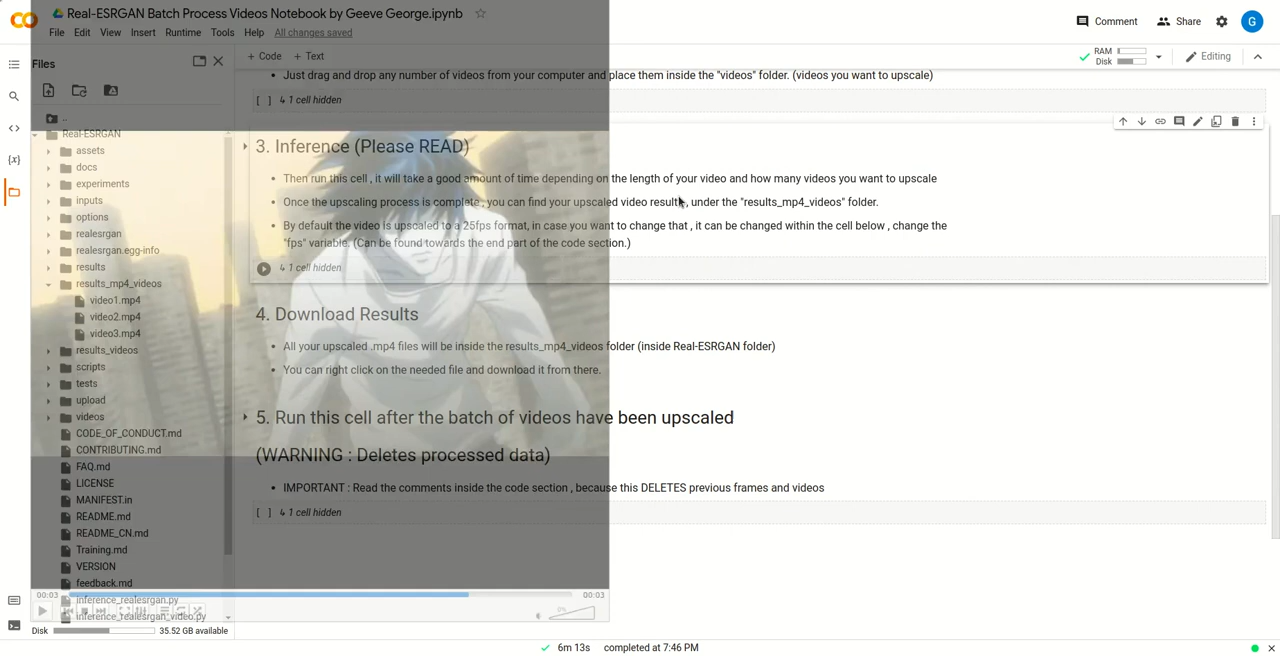 Real-ESRGAN Batch Process Videos Notebook by Geeve George.ipynb
File Edit View Insert Runtime Tools Help All changes saved
Comment Share G
Files
+ Code + Text
RAM
Disk
Editing
..
Real-ESRGAN
assets
docs
experiments
inputs
options
realesrgan
realesrgan.egg-info
results
results_mp4_videos
video1.mp4
video2.mp4
video3.mp4
results_videos
scripts
tests
upload
videos
CODE_OF_CONDUCT.md
CONTRIBUTING.md
FAQ.md
LICENSE
MANIFEST.in
README.md
README_CN.md
Training.md
VERSION
feedback.md
inference_realesrgan.py
inference_realesrgan_video.py
Disk 35.52 GB available
• Just drag and drop any number of videos from your computer and place them inside the "videos" folder. (videos you want to upscale)
[ ] ↳ 1 cell hidden
3. Inference (Please READ)
• Then run this cell , it will take a good amount of time depending on the length of your video and how many videos you want to upscale
• Once the upscaling process is complete , you can find your upscaled video results, under the "results_mp4_videos" folder.
• By default the video is upscaled to a 25fps format, in case you want to change that , it can be changed within the cell below , change the
"fps" variable. (Can be found towards the end part of the code section.)
↳ 1 cell hidden
4. Download Results
• All your upscaled .mp4 files will be inside the results_mp4_videos folder (inside Real-ESRGAN folder)
• You can right click on the needed file and download it from there.
5. Run this cell after the batch of videos have been upscaled
(WARNING : Deletes processed data)
• IMPORTANT : Read the comments inside the code section , because this DELETES previous frames and videos
[ ] ↳ 1 cell hidden
00:03 00:03
0%
6m 13s completed at 7:46 PM